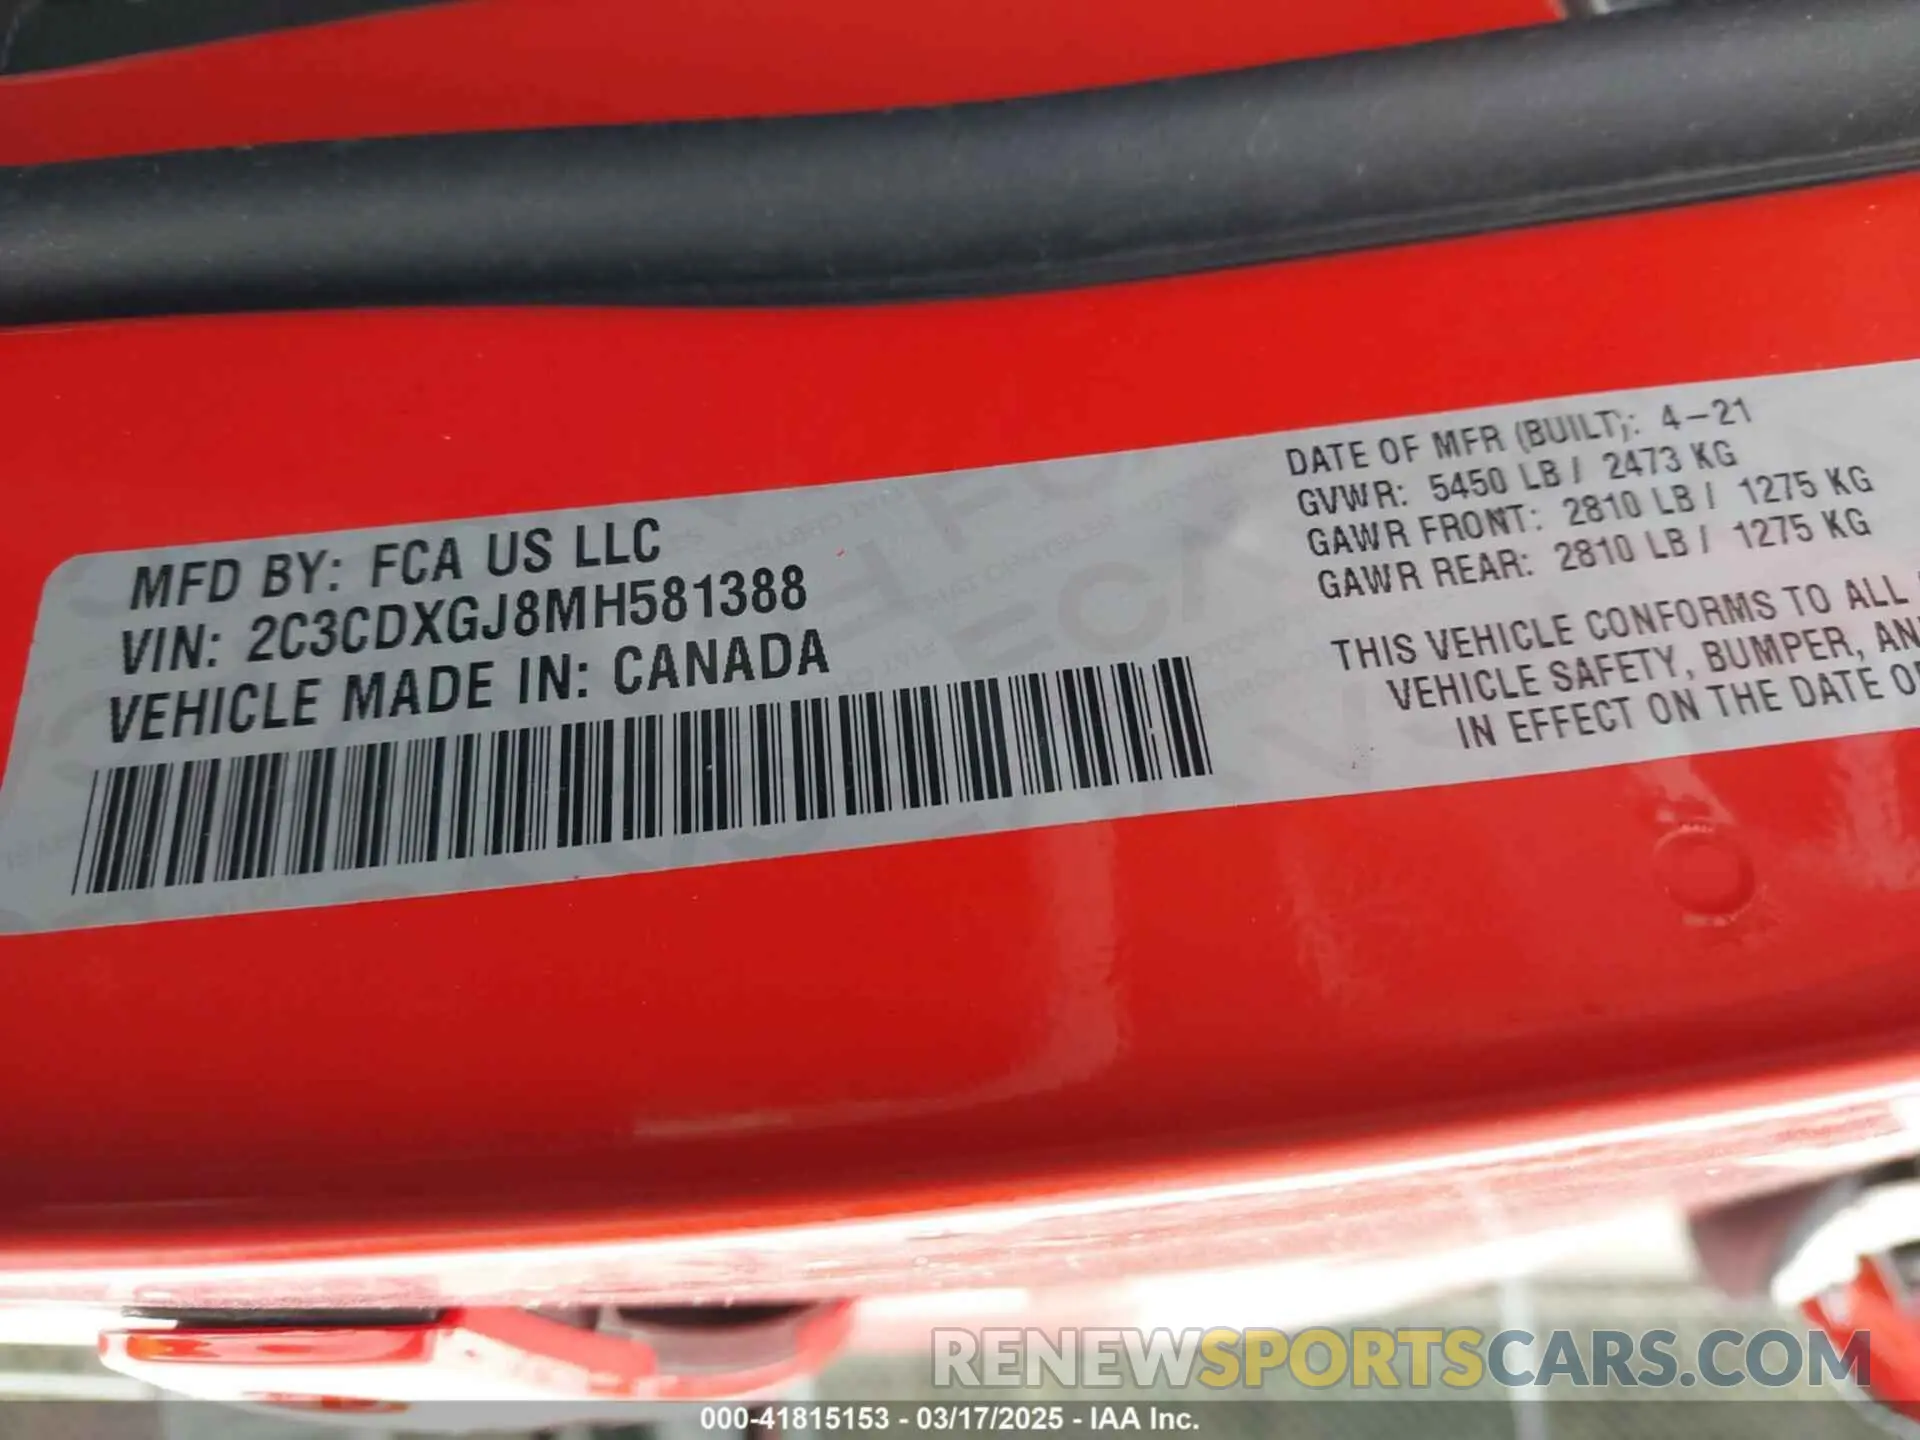 MFD BY: FCA US LLC
VIN: 2C3CDXGJ8MH581388
VEHICLE MADE IN: CANADA
DATE OF MFR (BUILT): 4-21
GVWR: 5450 LB / 2473 KG
GAWR FRONT: 2810 LB / 1275 KG
GAWR REAR: 2810 LB / 1275 KG
THIS VEHICLE CONFORMS TO ALL
VEHICLE SAFETY, BUMPER, AN
IN EFFECT ON THE DATE O
RENEWSPORTSCARS.COM
000-41815153 - 03/17/2025 - IAA Inc.